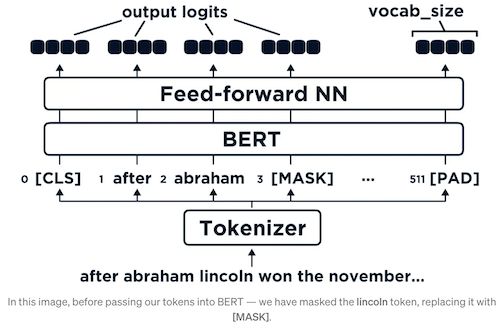 output logits vocab_size
Feed-forward NN
BERT
0 [CLS] 1 after 2 abraham 3 [MASK] ... 511 [PAD]
Tokenizer
after abraham lincoln won the november...
In this image, before passing our tokens into BERT — we have masked the lincoln token, replacing it with
[MASK].